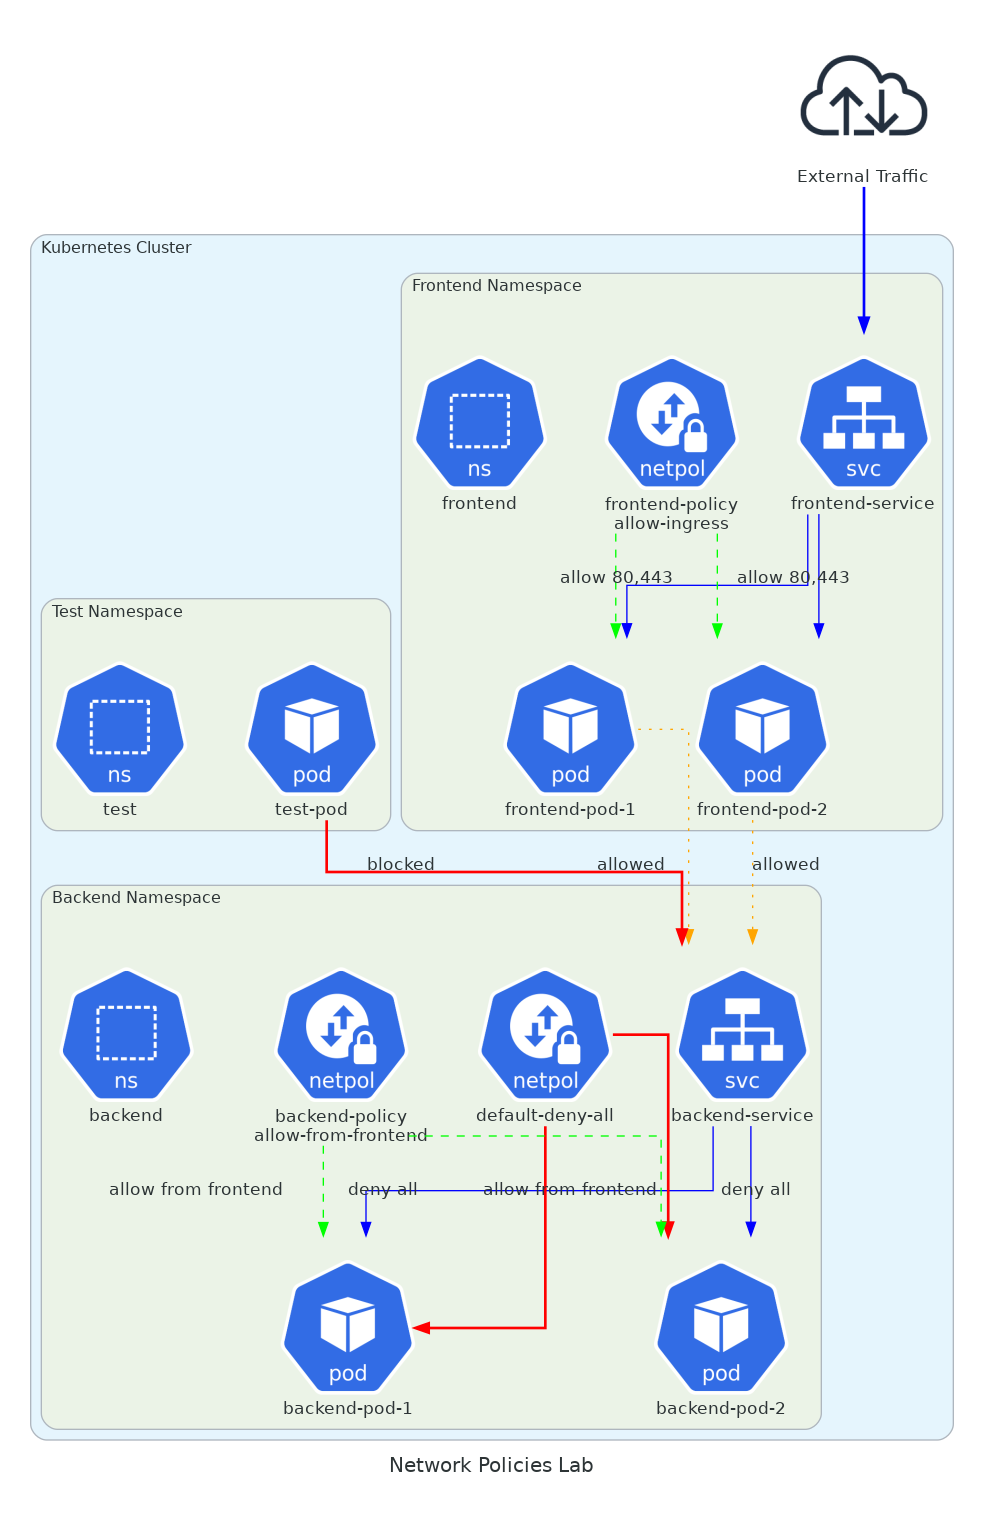 External Traffic
Kubernetes Cluster
Frontend Namespace
ns
frontend
netpol
frontend-policy
allow-ingress
svc
frontend-service
allow 80,443
allow 80,443
Test Namespace
ns
test
pod
test-pod
pod
frontend-pod-1
pod
frontend-pod-2
blocked
allowed
allowed
Backend Namespace
ns
backend
netpol
backend-policy
allow-from-frontend
netpol
default-deny-all
svc
backend-service
allow from frontend
deny all
allow from frontend
deny all
pod
backend-pod-1
pod
backend-pod-2
Network Policies Lab